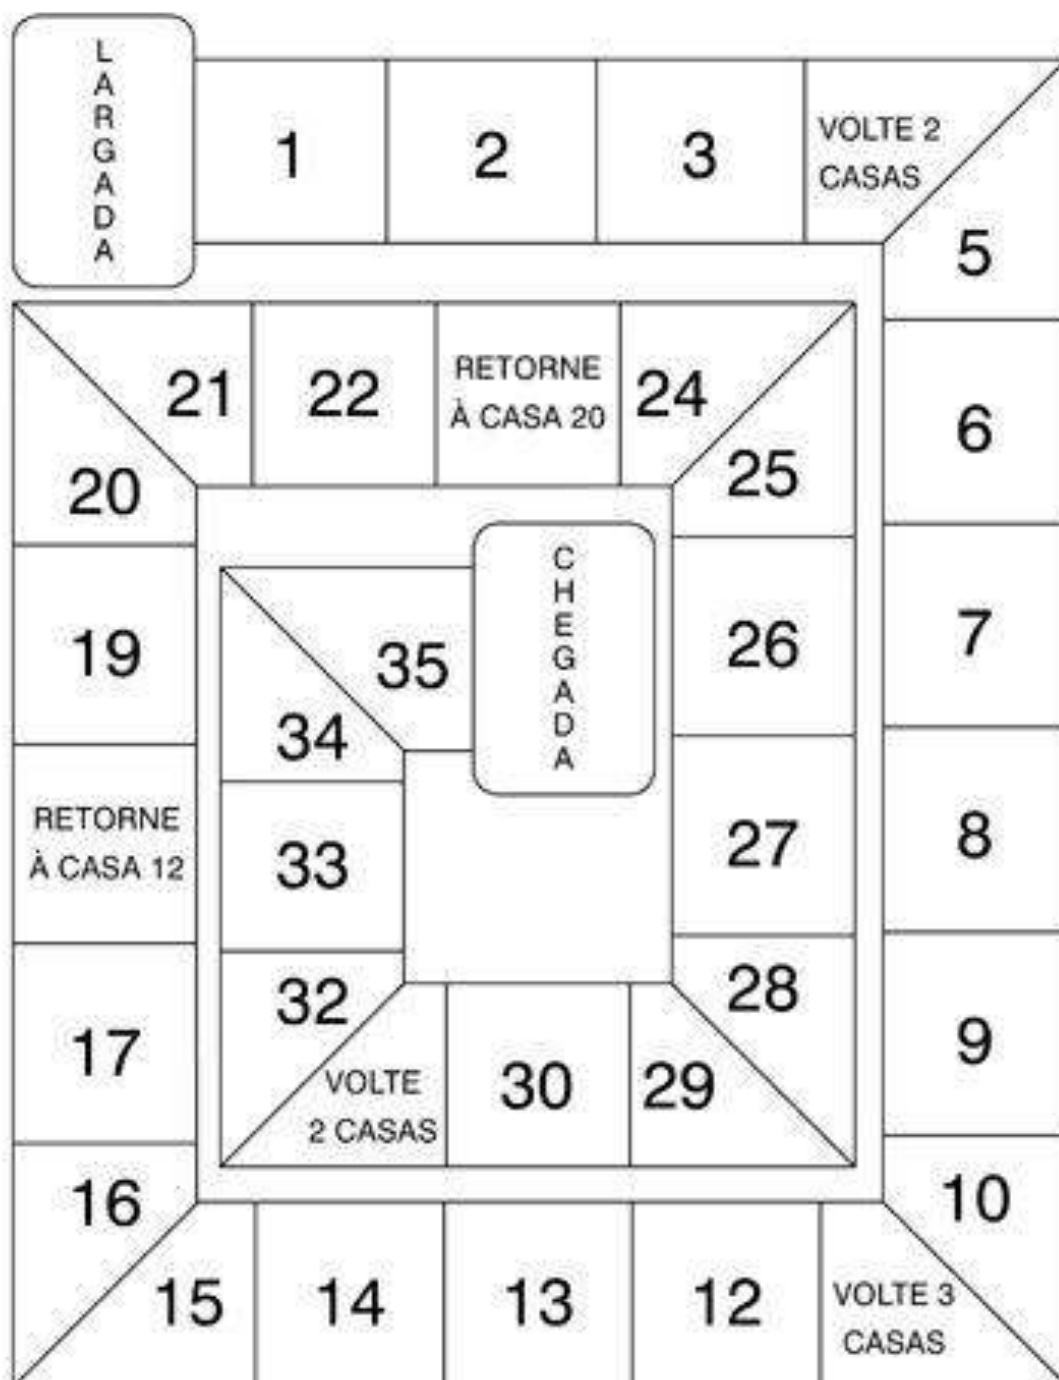 LARGADA
1
2
3
VOLTE 2
CASAS
5
6
7
8
9
10
VOLTE 3
CASAS
12
13
14
15
16
17
RETORNE
À CASA 12
19
20
21
22
RETORNE
À CASA 20
24
25
26
27
28
29
30
VOLTE
2 CASAS
32
33
34
35
CHEGADA